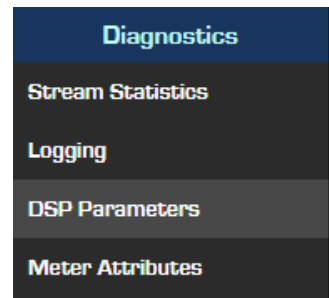 Diagnostics
Stream Statistics
Logging
DSP Parameters
Meter Attributes